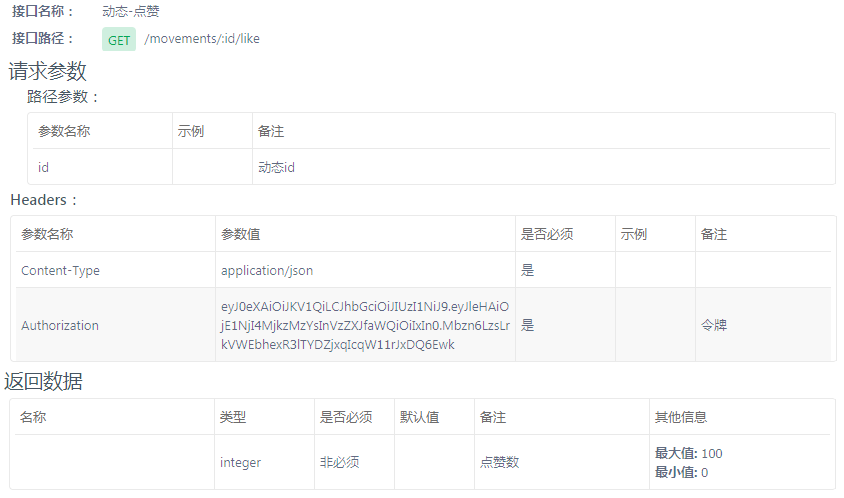 接口名称： 动态-点赞
接口路径： GET /movements/:id/like
请求参数
路径参数：
参数名称 示例 备注
id 动态id
Headers：
参数名称 参数值 是否必须 示例 备注
Content-Type application/json 是
eyJ0eXAiOiJKV1QiLCJhbGciOiJIUzI1NiJ9.eyJleHAiO
Authorization jE1NjI4MjkzMzYsInVzZXJfaWQiOiIxIn0.Mbzn6LzsLr 是 令牌
kVWEbhexR3lTYDZjxqIcqW11rJxDQ6Ewk
返回数据
名称 类型 是否必须 默认值 备注 其他信息
integer 非必须 点赞数 最大值: 100
最小值: 0